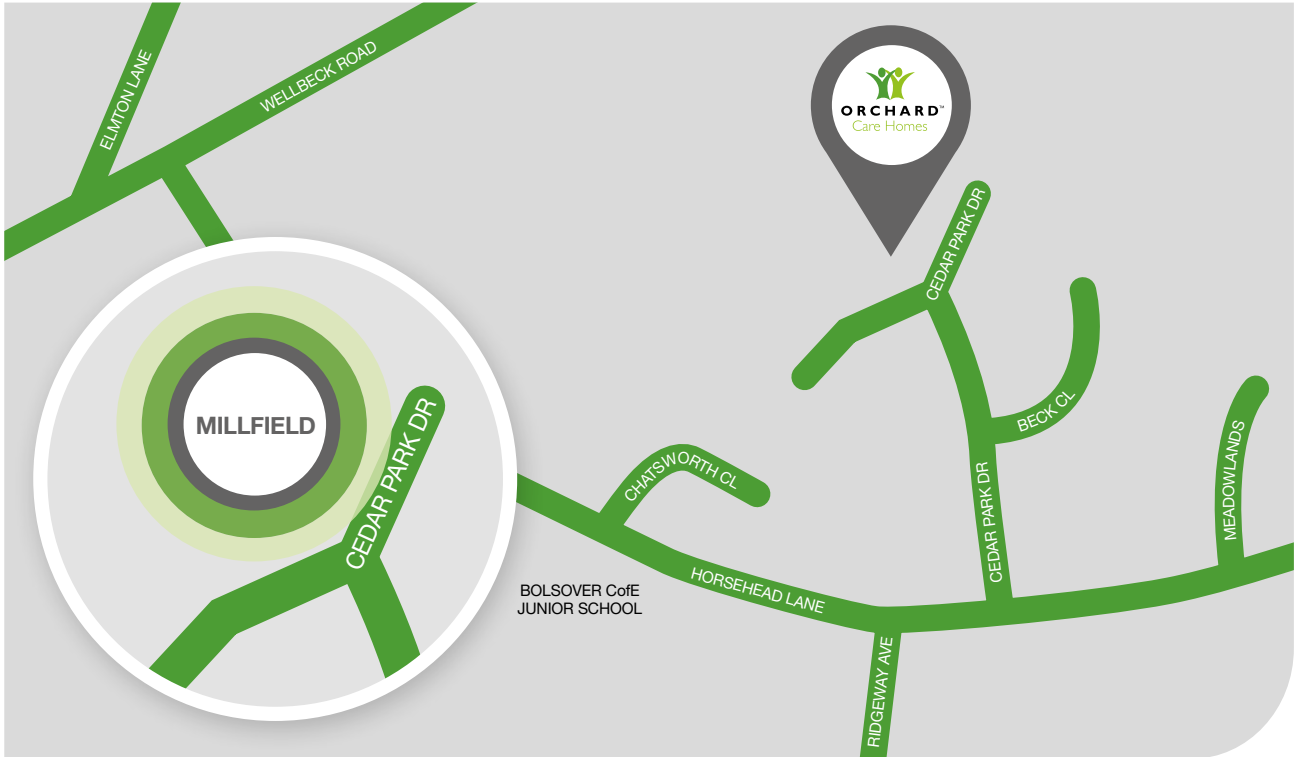 ELMTON LANE
WELLBECK ROAD
ORCHARD™
Care Homes
CEDAR PARK DR
MILLFIELD
CEDAR PARK DR
CHATSWORTH CL
BECK CL
MEADOWLANDS
CEDAR PARK DR
BOLSOVER CofE
JUNIOR SCHOOL
HORSEHEAD LANE
RIDGEWAY AVE